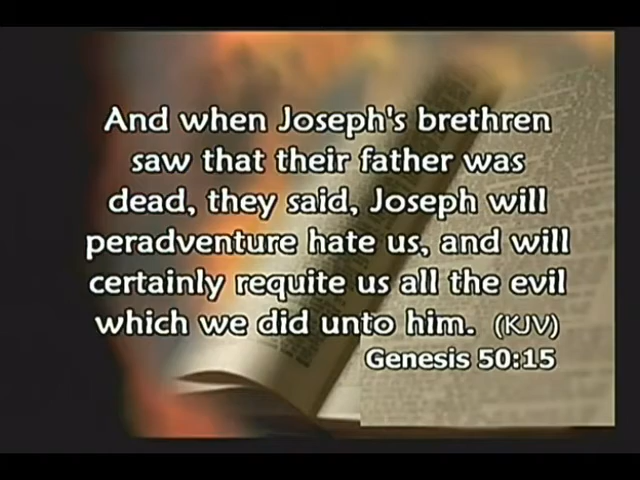 And when Joseph's brethren
saw that their father was
dead, they said, Joseph will
peradventure hate us, and will
certainly requite us all the evil
which we did unto him. (KJV)
Genesis 50:15